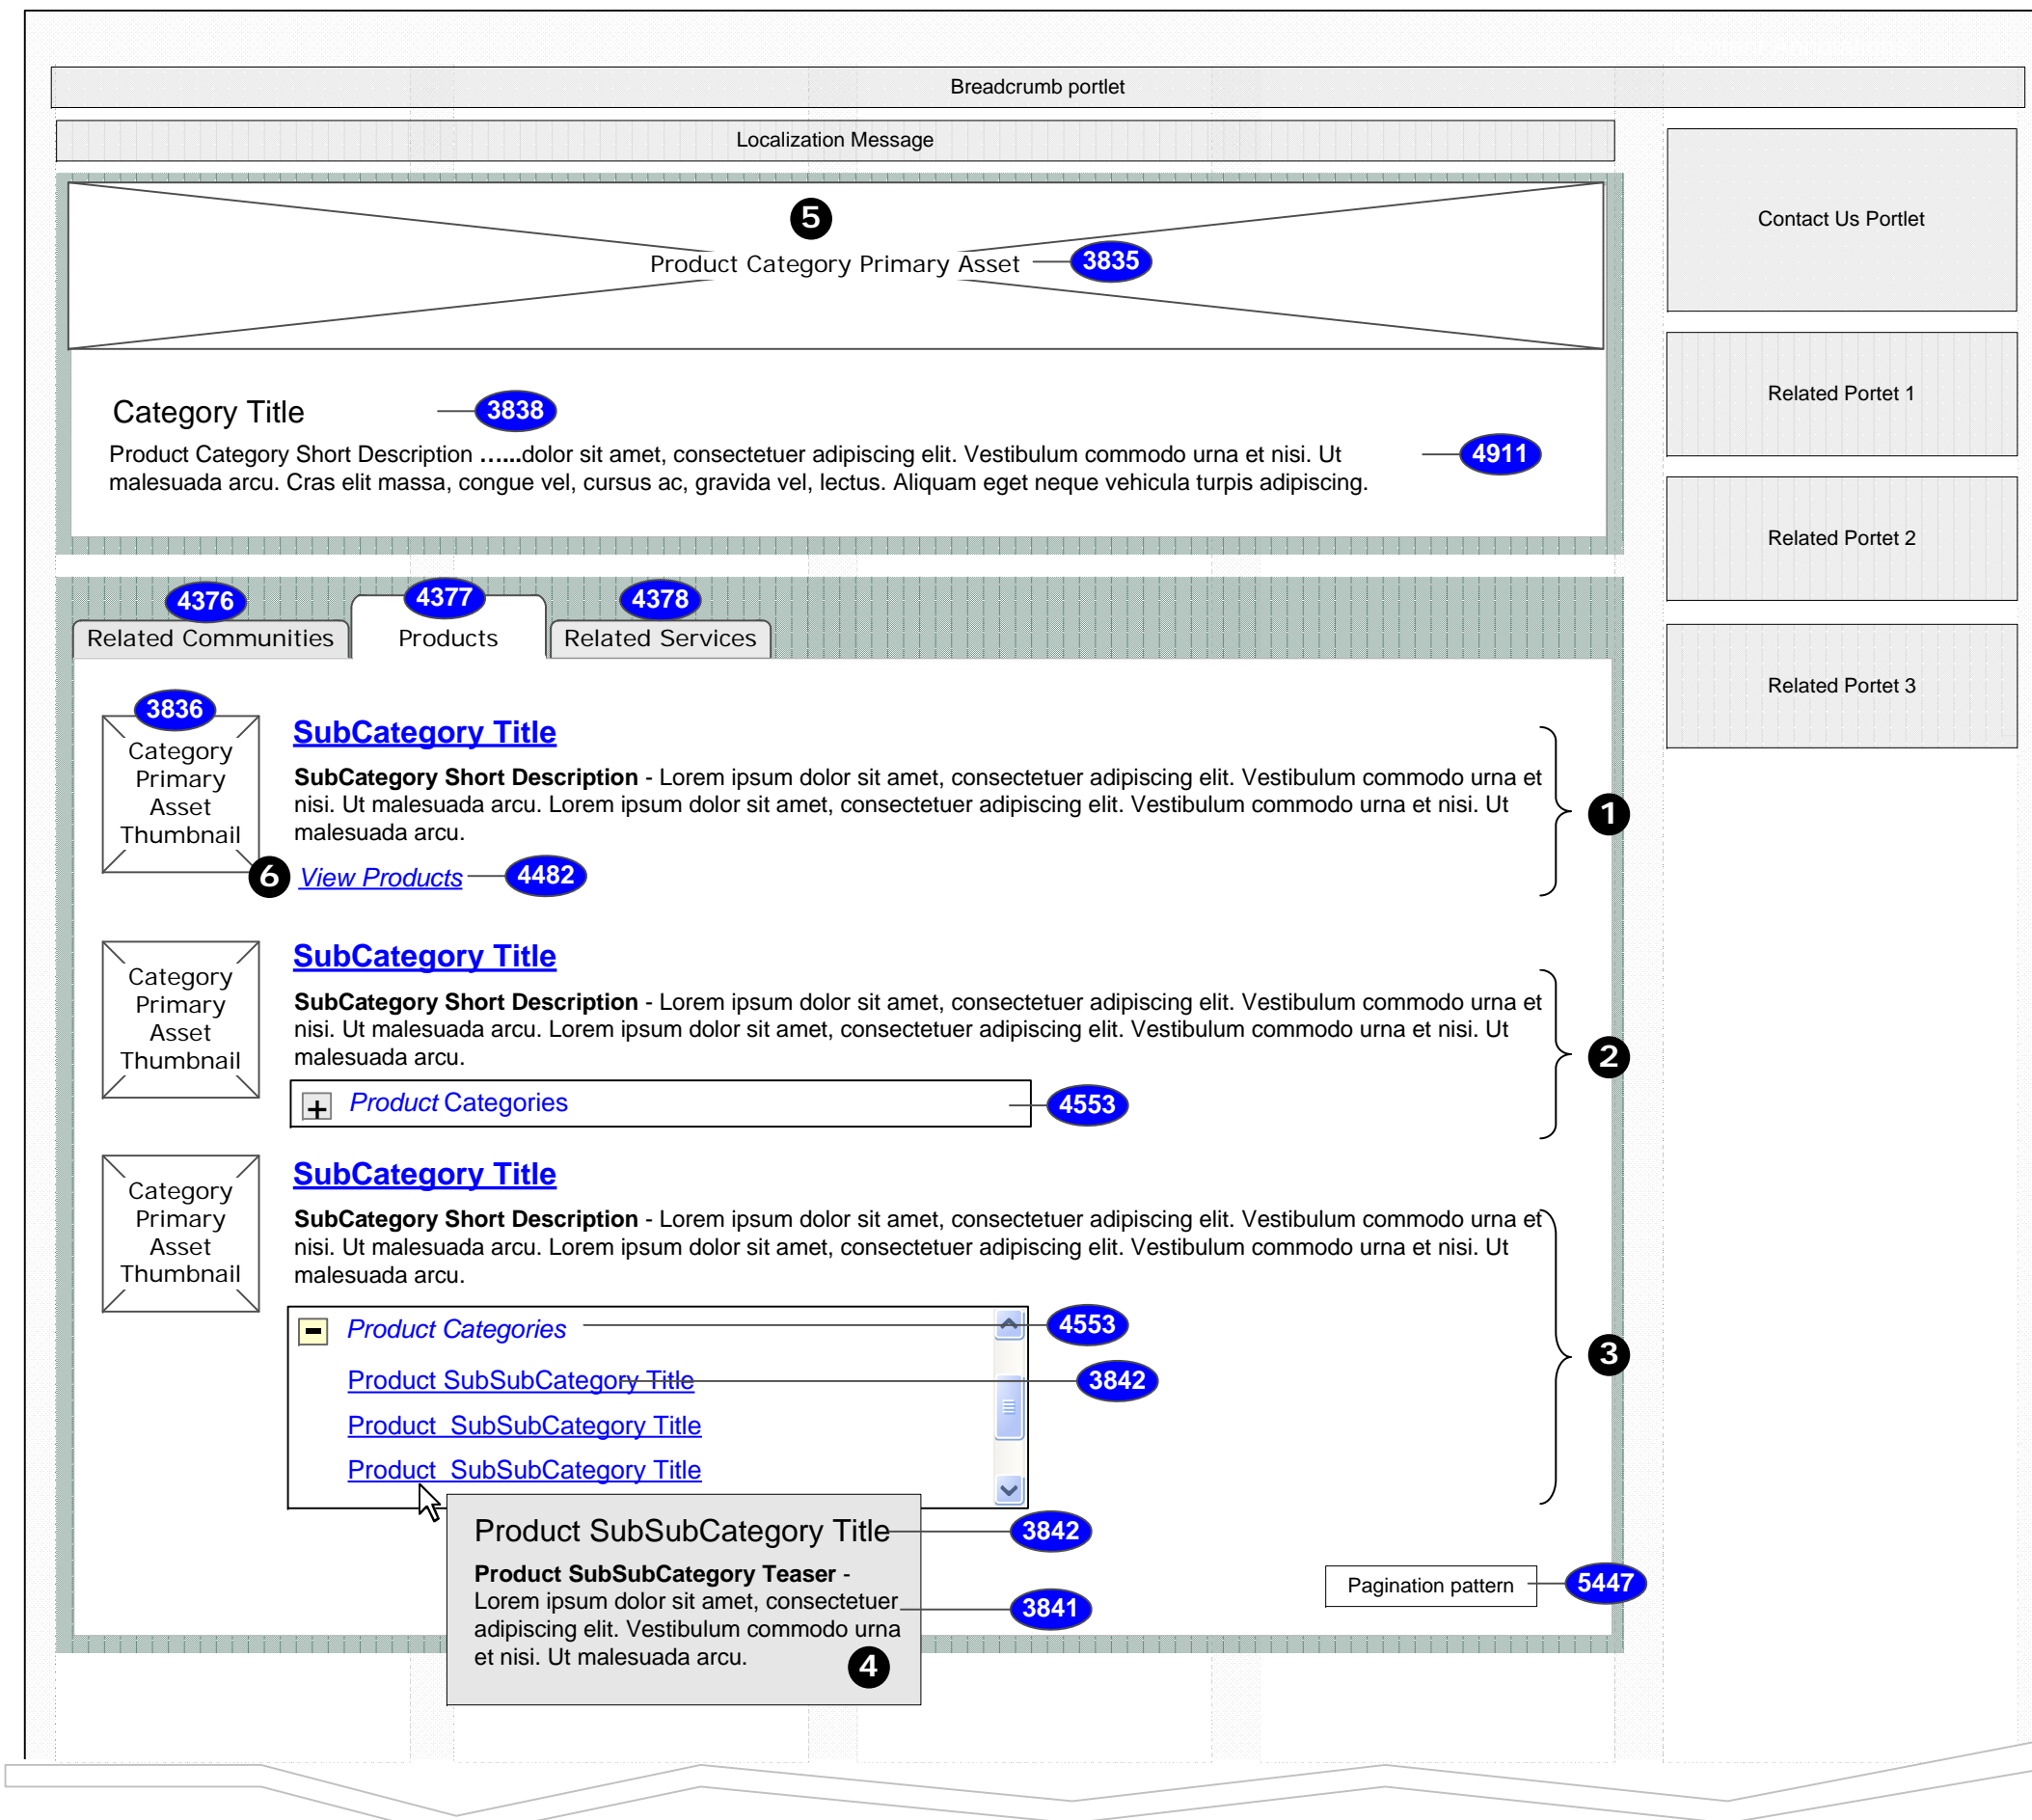 Breadcrumb portlet
Localization Message
Contact Us Portlet
5
Product Category Primary Asset
3835
Related Portet 1
Category Title
3838
Product Category Short Description …...dolor sit amet, consectetuer adipiscing elit. Vestibulum commodo urna et nisi. Ut
malesuada arcu. Cras elit massa, congue vel, cursus ac, gravida vel, lectus. Aliquam eget neque vehicula turpis adipiscing.
4911
Related Portet 2
4376
4377
4378
Related Communities
Products
Related Services
Related Portet 3
3836
Category
Primary
Asset
Thumbnail
SubCategory Title
SubCategory Short Description - Lorem ipsum dolor sit amet, consectetuer adipiscing elit. Vestibulum commodo urna et
nisi. Ut malesuada arcu. Lorem ipsum dolor sit amet, consectetuer adipiscing elit. Vestibulum commodo urna et nisi. Ut
malesuada arcu.
1
6
View Products
4482
Category
Primary
Asset
Thumbnail
SubCategory Title
SubCategory Short Description - Lorem ipsum dolor sit amet, consectetuer adipiscing elit. Vestibulum commodo urna et
nisi. Ut malesuada arcu. Lorem ipsum dolor sit amet, consectetuer adipiscing elit. Vestibulum commodo urna et nisi. Ut
malesuada arcu.
2
+ Product Categories
4553
Category
Primary
Asset
Thumbnail
SubCategory Title
SubCategory Short Description - Lorem ipsum dolor sit amet, consectetuer adipiscing elit. Vestibulum commodo urna et
nisi. Ut malesuada arcu. Lorem ipsum dolor sit amet, consectetuer adipiscing elit. Vestibulum commodo urna et nisi. Ut
malesuada arcu.
3
- Product Categories
4553
Product SubSubCategory Title
3842
Product SubSubCategory Title
Product SubSubCategory Title
Product SubSubCategory Title
3842
Product SubSubCategory Teaser -
Lorem ipsum dolor sit amet, consectetuer
adipiscing elit. Vestibulum commodo urna
et nisi. Ut malesuada arcu.
3841
4
Pagination pattern
5447